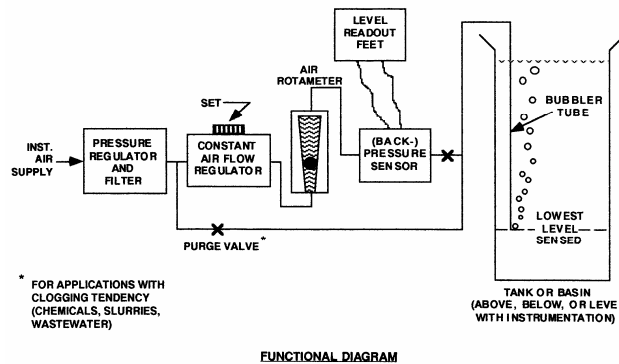 LEVEL
READOUT
FEET
AIR
ROTAMETER
SET
INST.
AIR
SUPPLY
PRESSURE
REGULATOR
AND
FILTER
CONSTANT
AIR FLOW
REGULATOR
(BACK-)
PRESSURE
SENSOR
BUBBLER
TUBE
PURGE VALVE*
LOWEST
LEVEL
SENSED
* FOR APPLICATIONS WITH
CLOGGING TENDENCY
(CHEMICALS, SLURRIES,
WASTEWATER)
TANK OR BASIN
(ABOVE, BELOW, OR LEVE
WITH INSTRUMENTATION)
FUNCTIONAL DIAGRAM